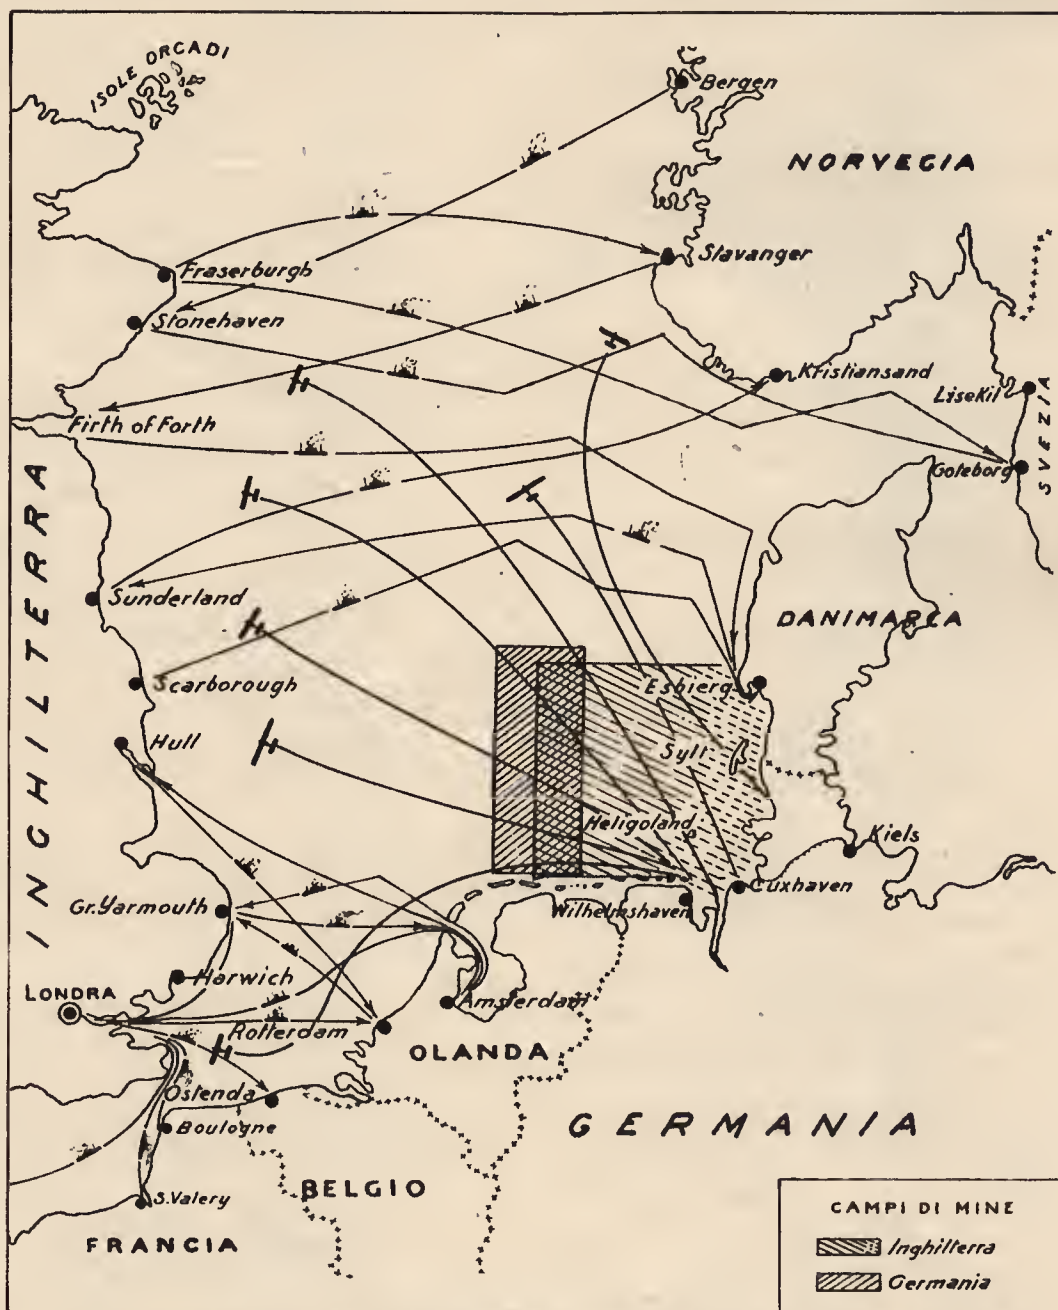 ISOLE ORCADI
Bergen
NORVEGIA
Fraserburgh
Stavanger
Stonehaven
Kristiansand
LiseKil
SVEZIA
Firth of Forth
Goteborg
INGHILTERRA
Sunderland
DANIMARCA
Scarborough
Esbierg
Hull
Sylt
Heligoland
Kiels
Cuxhaven
Gr. Yarmouth
Wilhelmshaven
Harwich
LONDRA
Amsterdam
Rotterdam
OLANDA
Ostenda
Boulogne
GERMANIA
BELGIO
S. Valery
FRANCIA
CAMPI DI MINE
Inghilterra
Germania